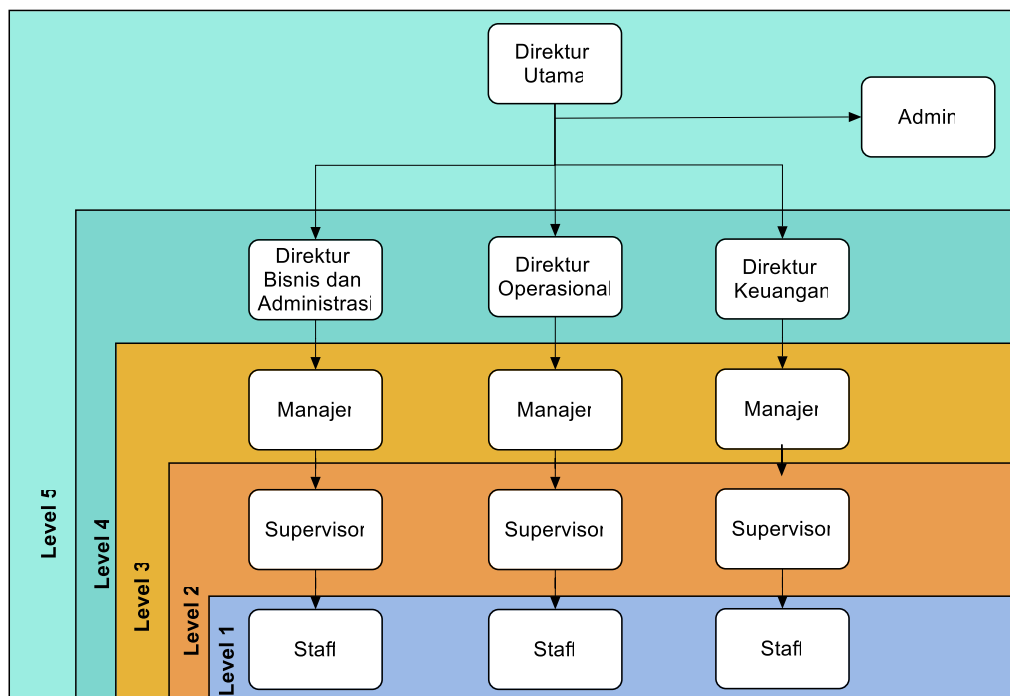 Direktur
Utama
Admin
Direktur
Bisnis dan
Administrasi
Direktur
Operasional
Direktur
Keuangan
Manajer
Manajer
Manajer
Supervisor
Supervisor
Supervisor
Staff
Staff
Staff
Level 5
Level 4
Level 3
Level 2
Level 1